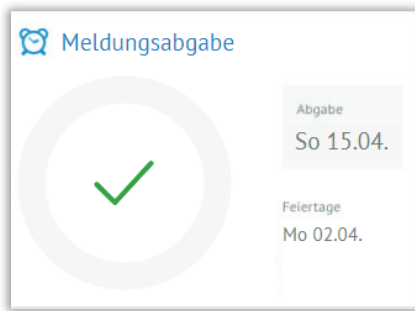 Meldungsabgabe
Abgabe
So 15.04.
Feiertage
Mo 02.04.